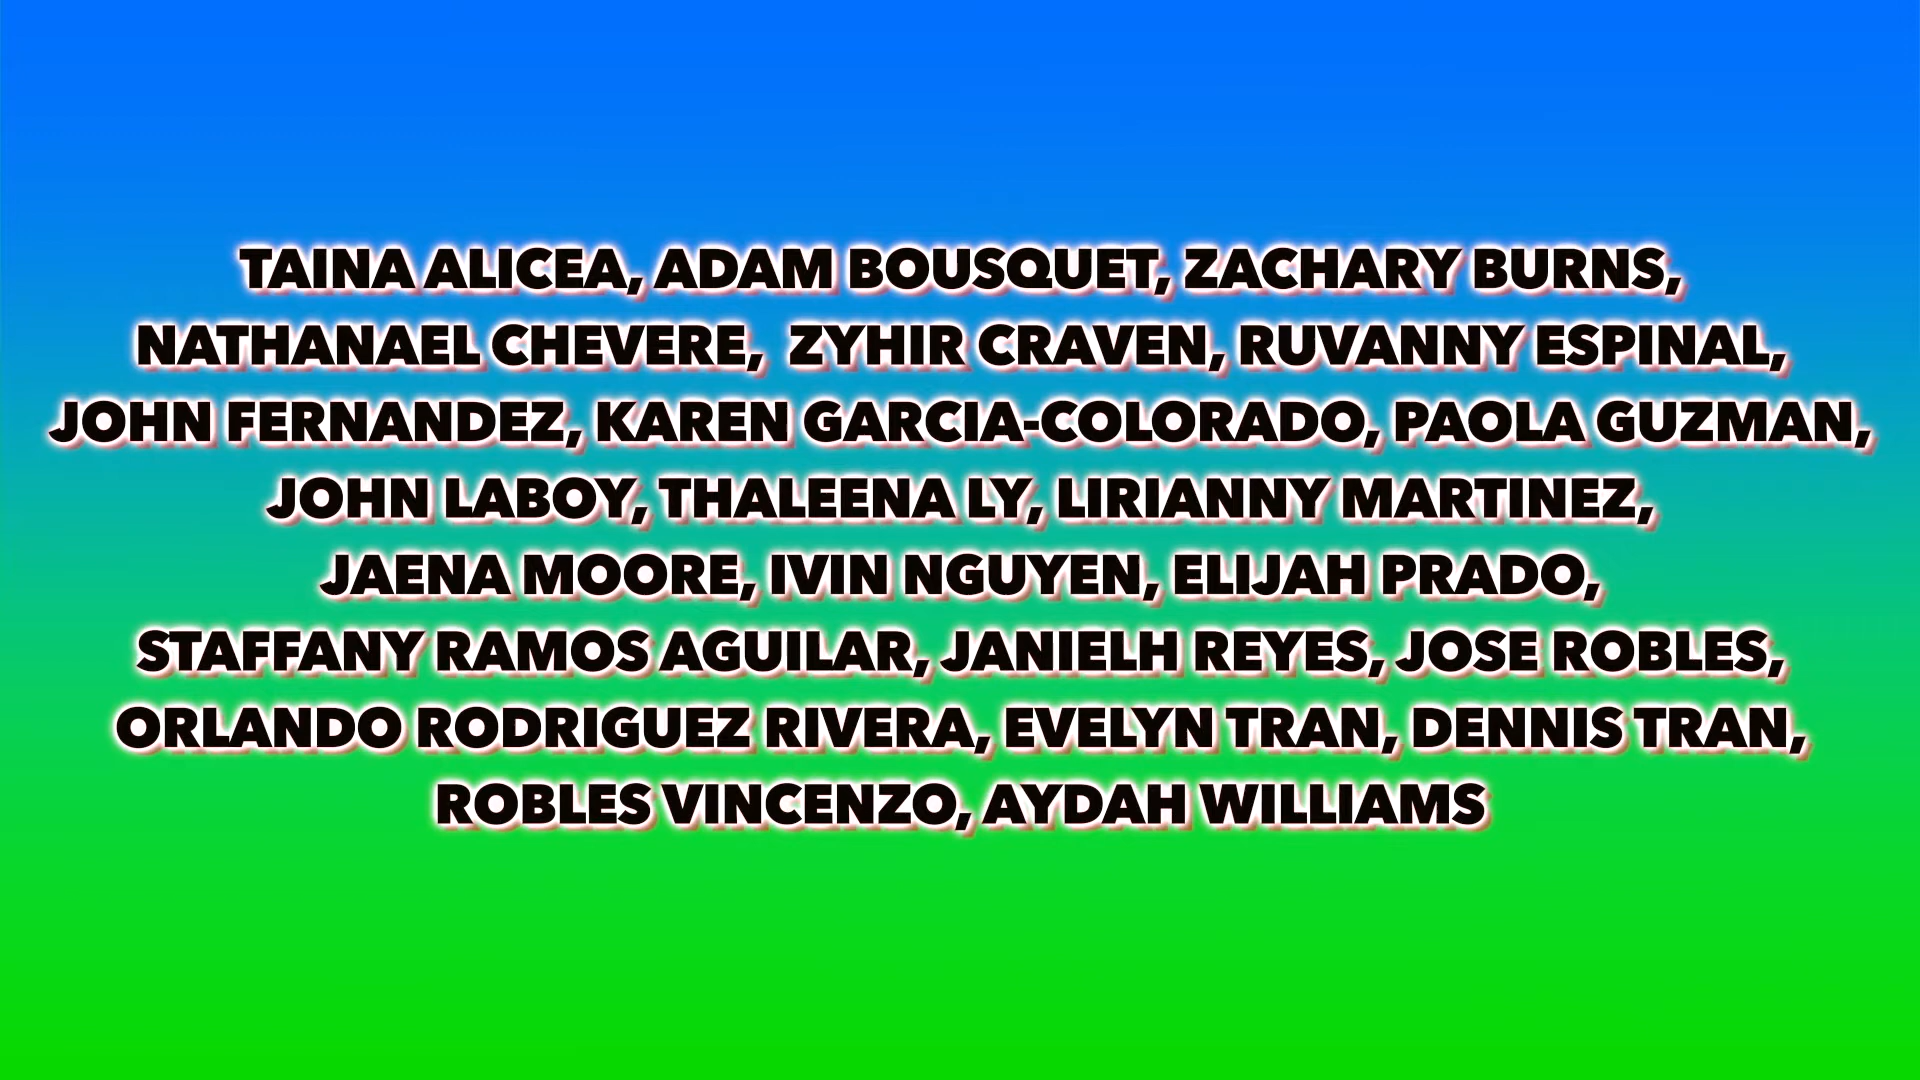 TAINA ALICEA, ADAM BOUSQUET, ZACHARY BURNS,
NATHANAEL CHEVERE,  ZYHIR CRAVEN, RUVANNY ESPINAL,
JOHN FERNANDEZ, KAREN GARCIA-COLORADO, PAOLA GUZMAN,
JOHN LABOY, THALEENA LY, LIRIANNY MARTINEZ,
JAENA MOORE, IVIN NGUYEN, ELIJAH PRADO,
STAFFANY RAMOS AGUILAR, JANIELH REYES, JOSE ROBLES,
ORLANDO RODRIGUEZ RIVERA, EVELYN TRAN, DENNIS TRAN,
ROBLES VINCENZO, AYDAH WILLIAMS